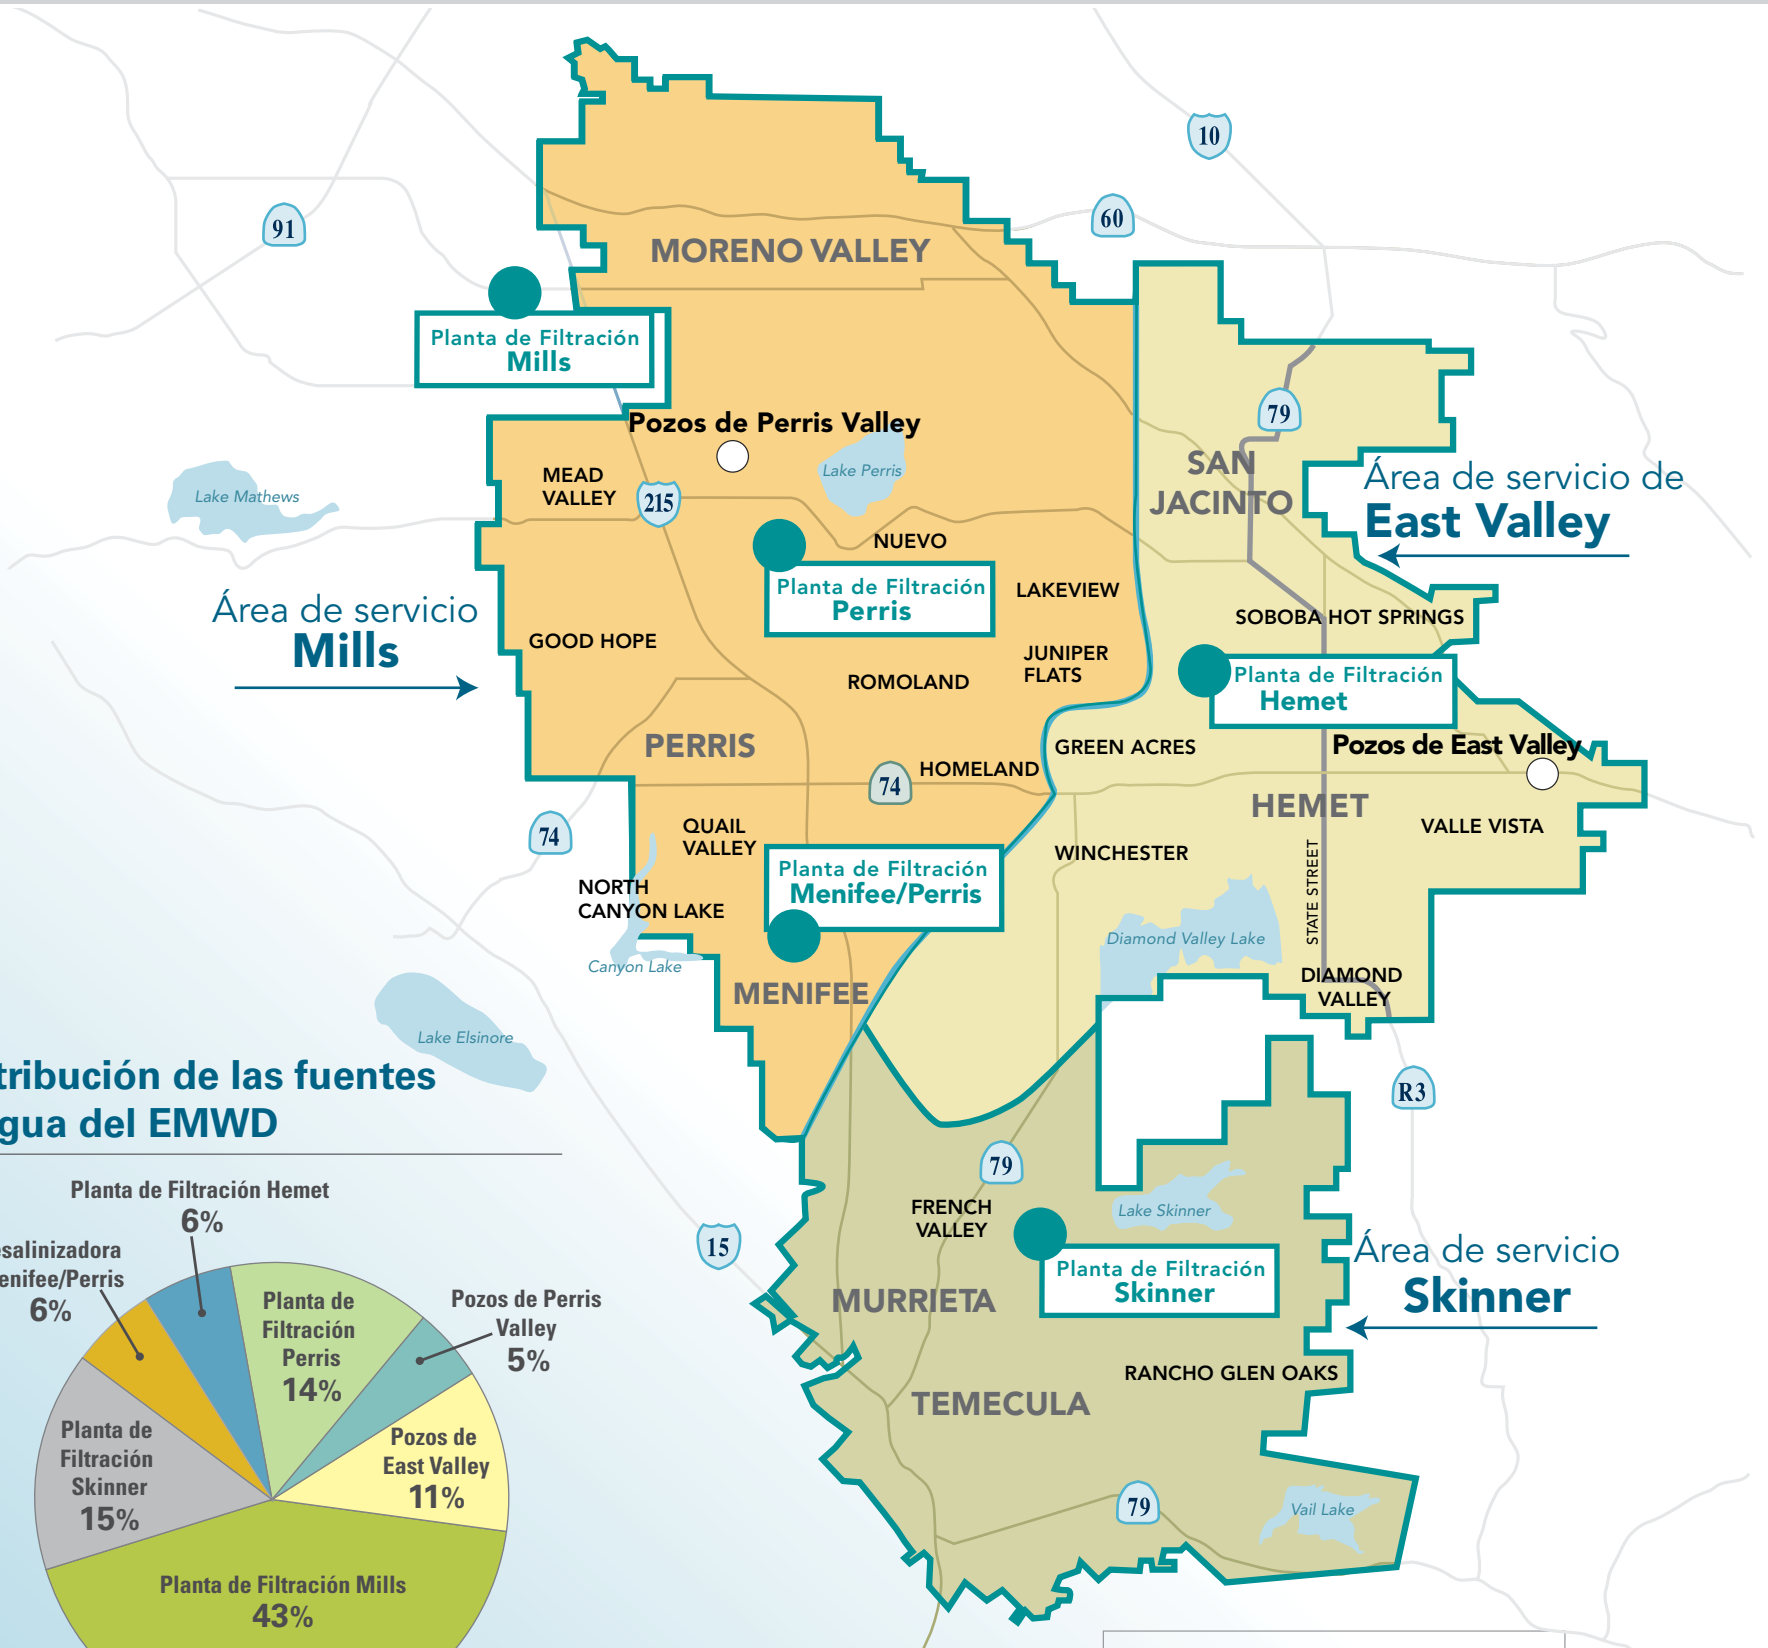 10
91
60
MORENO VALLEY
Planta de Filtración
Mills
79
Pozos de Perris Valley
Lake Perris
SAN
JACINTO
Área de servicio de
East Valley
MEAD
VALLEY
Lake Mathews
215
NUEVO
Planta de Filtración
Perris
LAKEVIEW
Área de servicio
Mills
SOBOBA HOT SPRINGS
GOOD HOPE
JUNIPER
FLATS
ROMOLAND
Planta de Filtración
Hemet
PERRIS
GREEN ACRES
Pozos de East Valley
HOMELAND
74
HEMET
74
QUAIL
VALLEY
VALLE VISTA
WINCHESTER
Planta de Filtración
Menifee/Perris
STATE STREET
NORTH
CANYON LAKE
Diamond Valley Lake
Canyon Lake
DIAMOND
VALLEY
MENIFEE
Lake Elsinore
R3
79
FRENCH
VALLEY
Lake Skinner
15
Área de servicio
Skinner
Planta de Filtración
Skinner
MURRIETA
RANCHO GLEN OAKS
TEMECULA
79
Vail Lake
tribución de las fuentes
gua del EMWD
Planta de Filtración Hemet
6%
salinizadora
enifee/Perris
6%
Planta de
Filtración
Perris
14%
Pozos de Perris
Valley
5%
Planta de
Filtración
Skinner
15%
Pozos de
East Valley
11%
Planta de Filtración Mills
43%